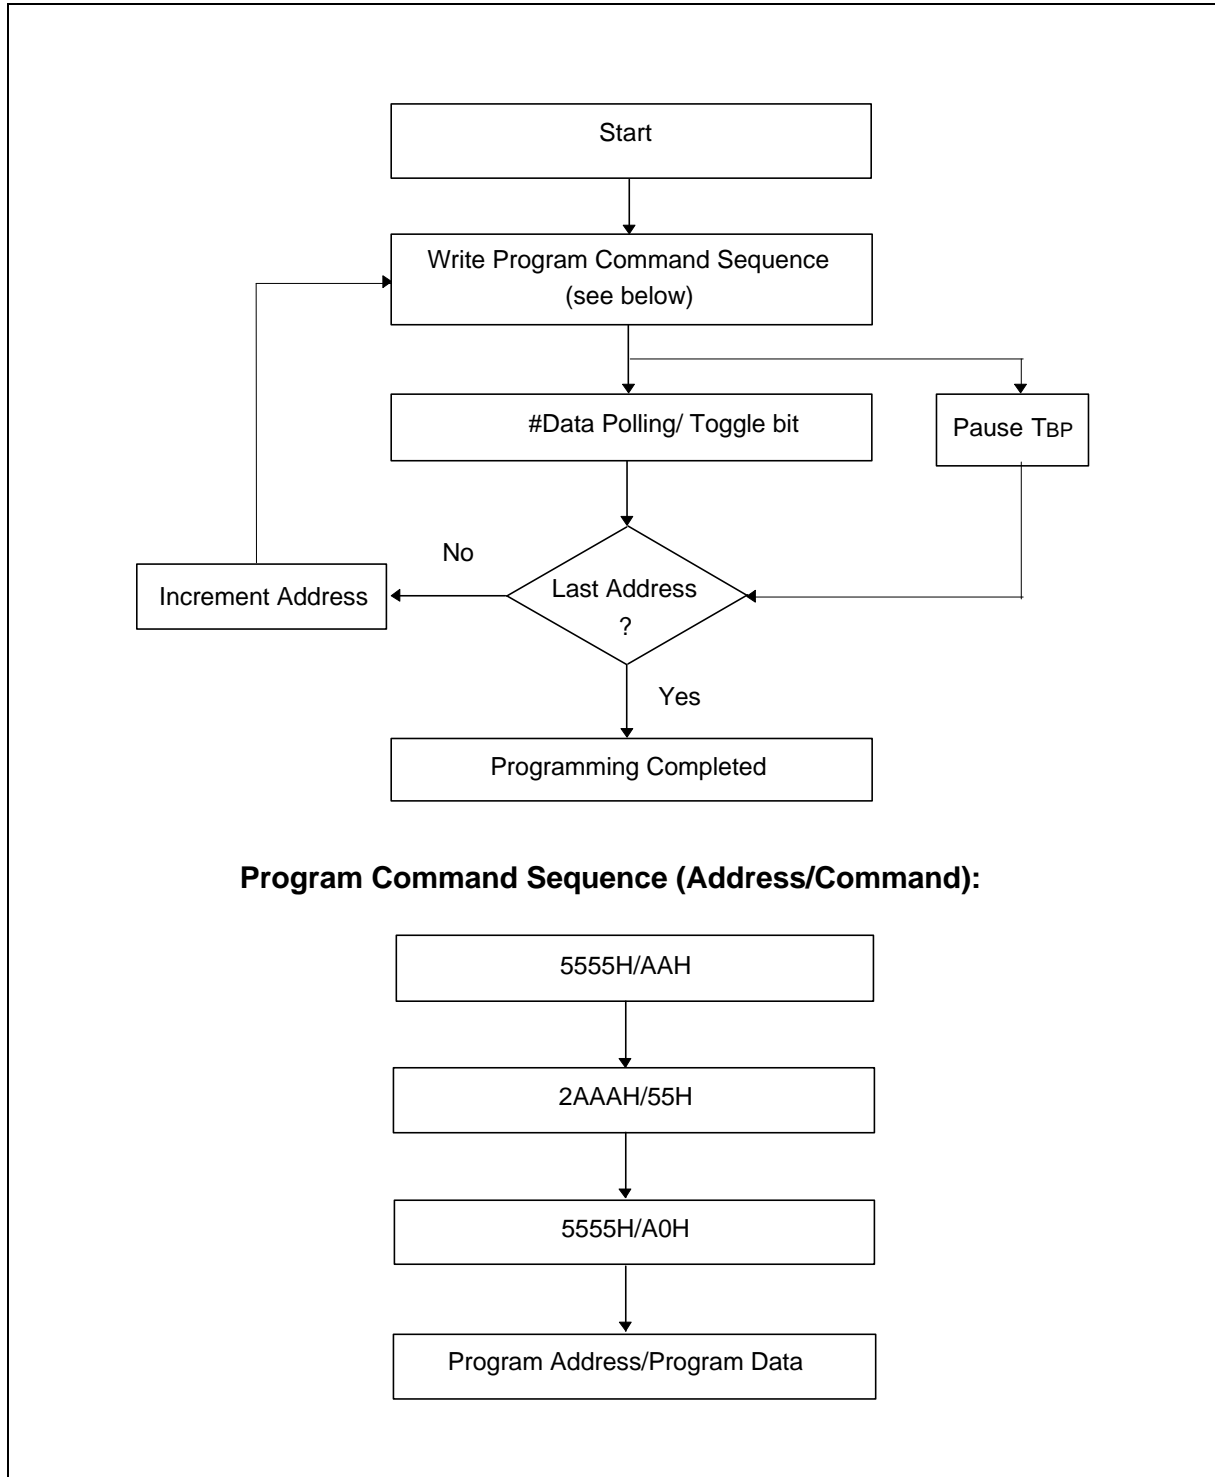 Start
Write Program Command Sequence
(see below)
#Data Polling/ Toggle bit
Pause TBP
No
Increment Address
Last Address
?
Yes
Programming Completed
Program Command Sequence (Address/Command):
5555H/AAH
2AAAH/55H
5555H/A0H
Program Address/Program Data